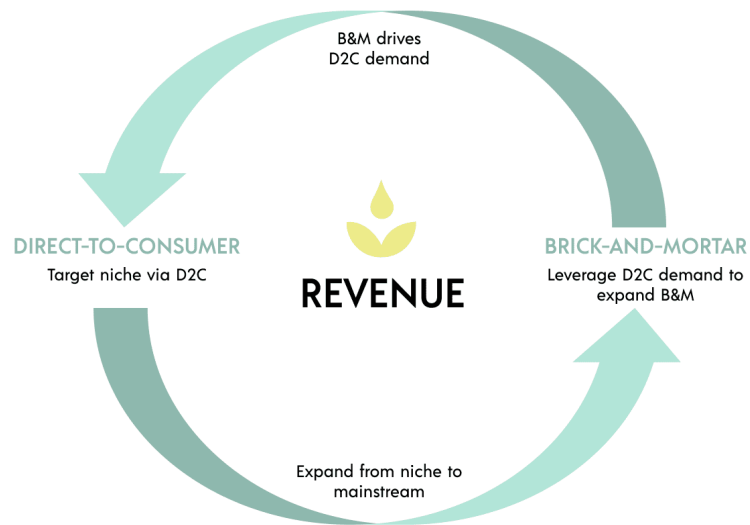 B&M drives
D2C demand
DIRECT-TO-CONSUMER
Target niche via D2C
REVENUE
BRICK-AND-MORTAR
Leverage D2C demand to
expand B&M
Expand from niche to
mainstream